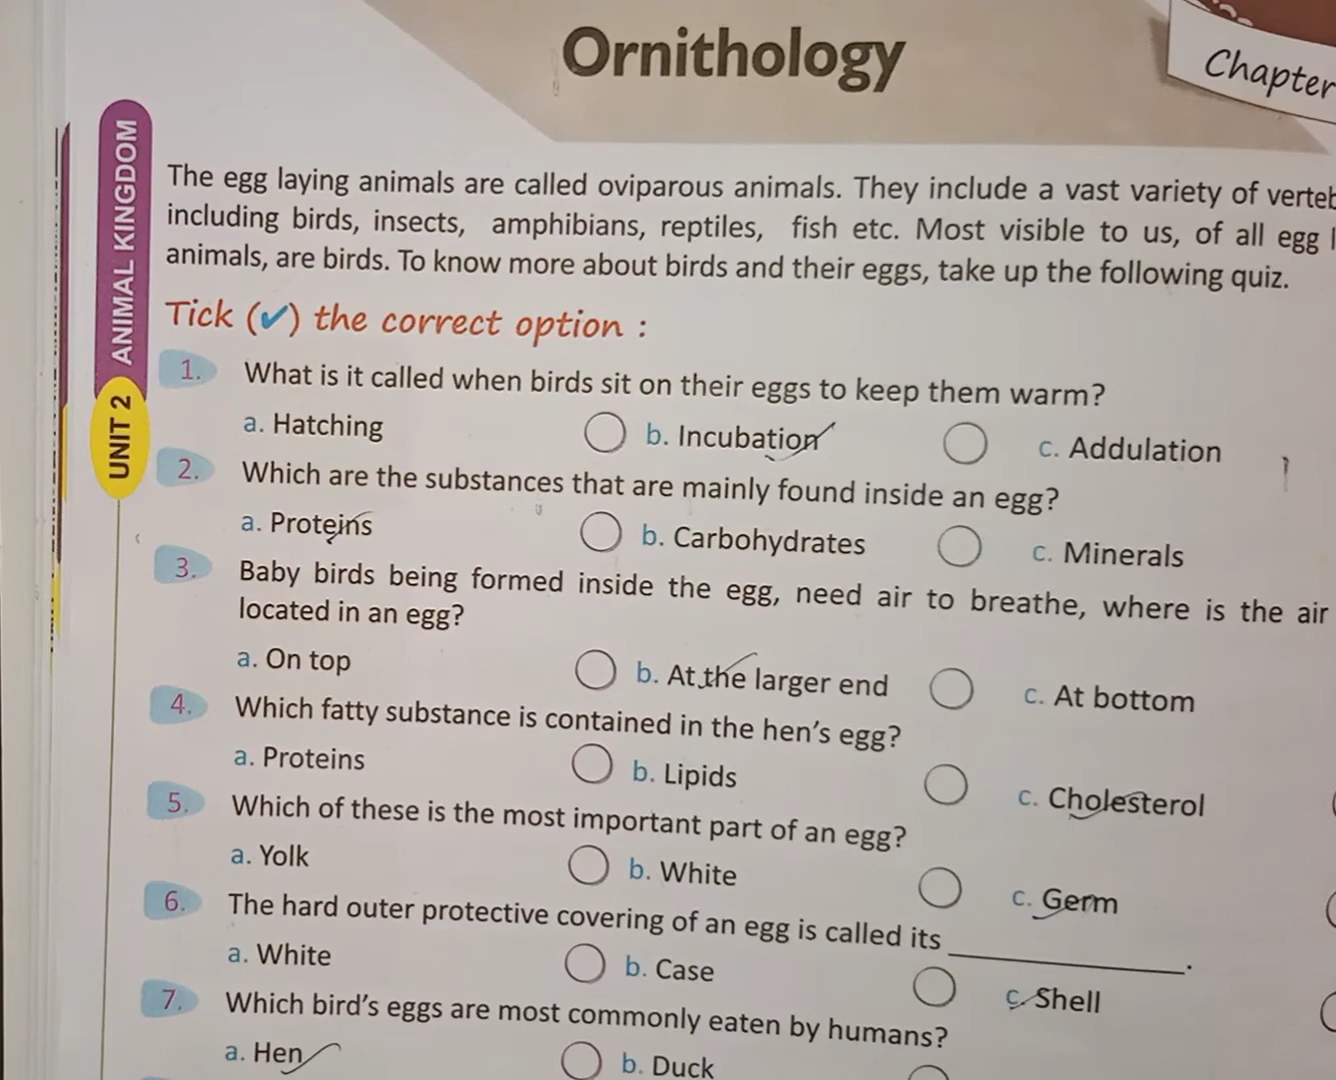 Ornithology
Chapter
UNIT 2 ANIMAL KINGDOM
The egg laying animals are called oviparous animals. They include a vast variety of
including birds, insects, amphibians, reptiles, fish etc. Most visible to us, of all egg
animals, are birds. To know more about birds and their eggs, take up the following quiz.
Tick (✔) the correct option :
1. What is it called when birds sit on their eggs to keep them warm?
a. Hatching b. Incubation c. Addulation
2. Which are the substances that are mainly found inside an egg?
a. Proteins b. Carbohydrates c. Minerals
3. Baby birds being formed inside the egg, need air to breathe, where is the air
located in an egg?
a. On top b. At the larger end c. At bottom
4. Which fatty substance is contained in the hen's egg?
a. Proteins b. Lipids c. Cholesterol
5. Which of these is the most important part of an egg?
a. Yolk b. White c. Germ
6. The hard outer protective covering of an egg is called its ________.
a. White b. Case c. Shell
7. Which bird's eggs are most commonly eaten by humans?
a. Hen b. Duck